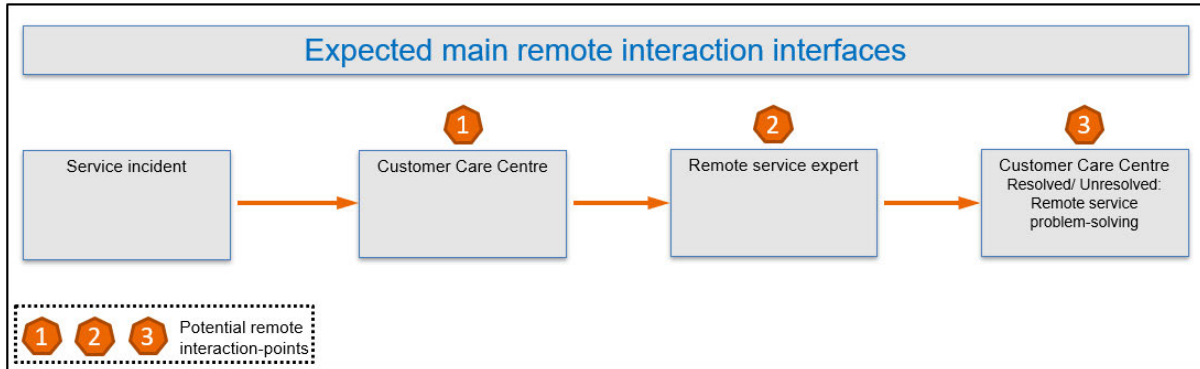 Expected main remote interaction interfaces
1
2
3
Service incident
Customer Care Centre
Remote service expert
Customer Care Centre
Resolved/ Unresolved:
Remote service
problem-solving
1 2 3
Potential remote
interaction-points